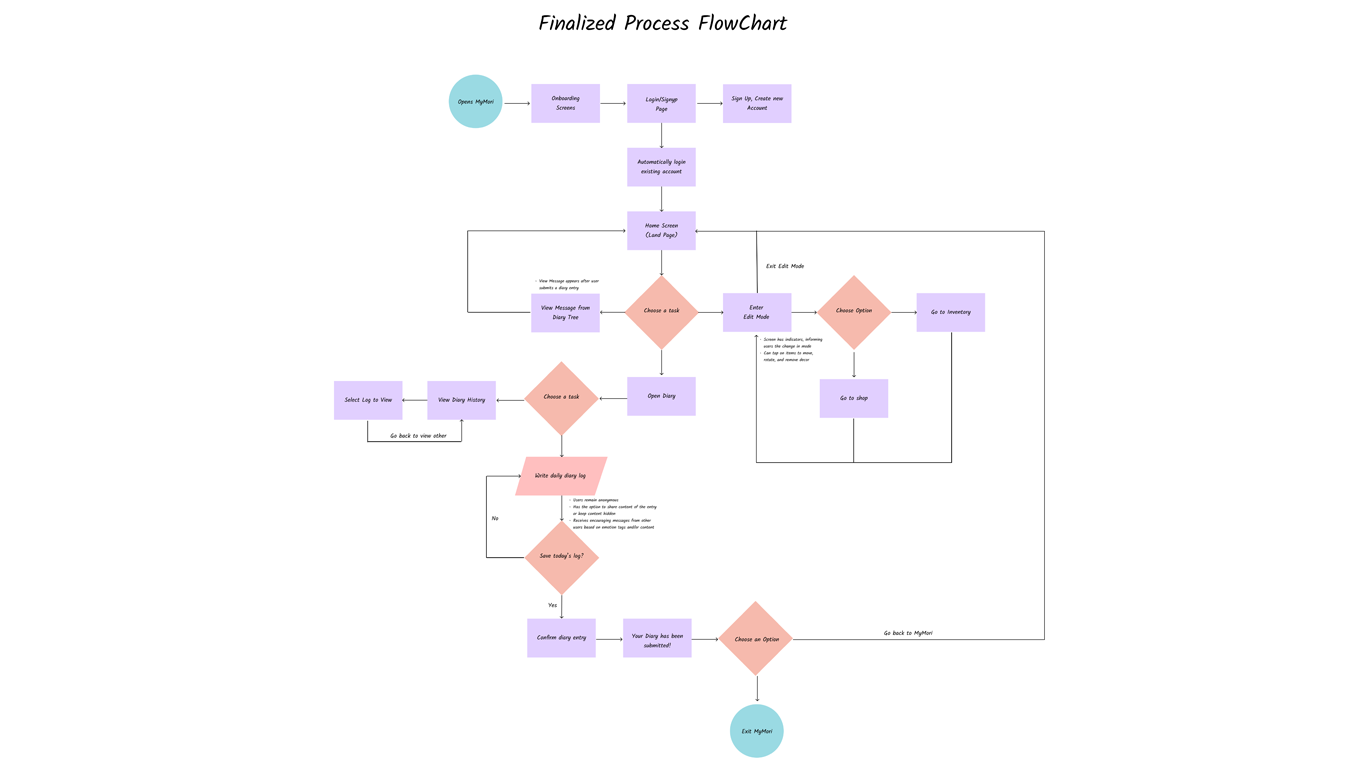 Finalized Process FlowChart
Opens MyMori
Onboarding
Screens
Login/Signyp
Page
Sign Up, Create new
Account
Automatically login
existing account
Home Screen
(Land Page)
Exit Edit Mode
- View Message appears after user
submits a diary entry
View Message from
Diary Tree
Choose a task
Enter
Edit Mode
Choose Option
Go to Inventory
- Screen has indicators, informing
users the change in mode
- Can tap on items to move,
rotate, and remove decor
Select Log to View
View Diary History
Choose a task
Open Diary
Go to shop
Go back to view other
Write daily diary log
- Users remain anonymous
- Has the option to share content of the entry
or keep content hidden
- Receives encouraging messages from other
users based on emotion tags and/or content
No
Save today's log?
Yes
Confirm diary entry
Your Diary has been
submitted!
Choose an Option
Go back to MyMori
Exit MyMori